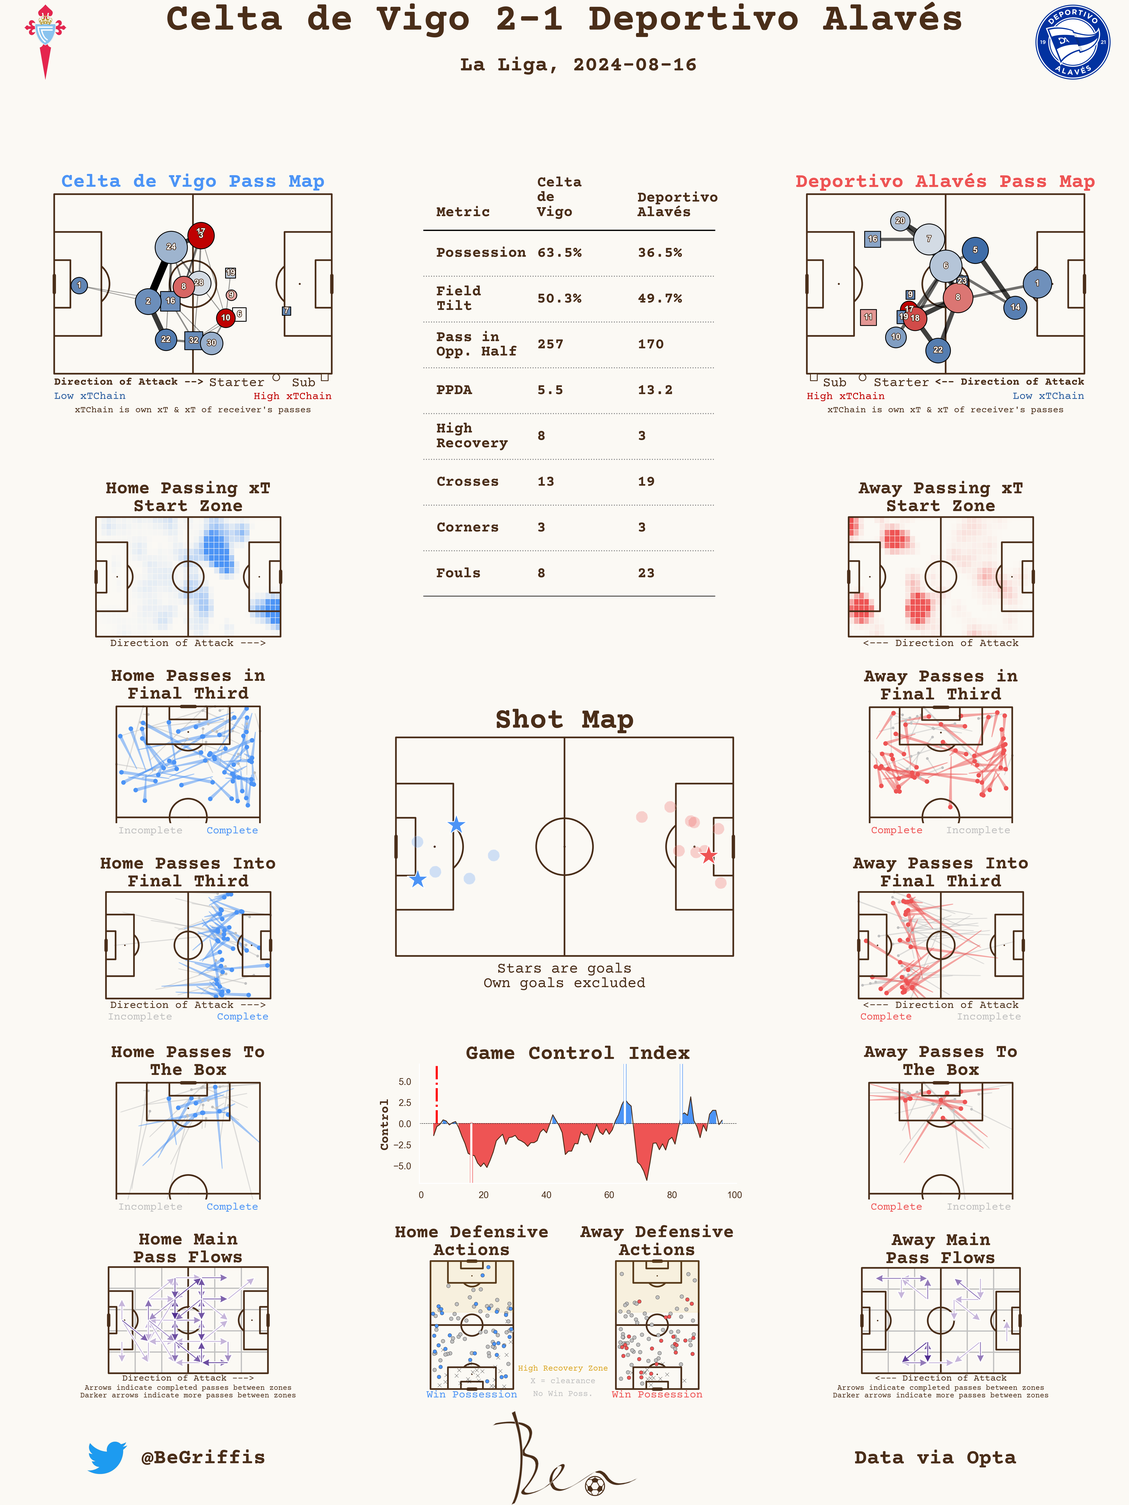 Celta de Vigo 2-1 Deportivo Alavés
La Liga, 2024-08-16
DEPORTIVO
19 21
ALAVÉS
Celta de Vigo Pass Map
24
17
3
1
2
16
8
28
19
9
10
6
7
22
32
30
Direction of Attack --> Starter Sub
Low xTChain High xTChain
xTChain is own xT & xT of receiver's passes
Metric Celta de Vigo Deportivo Alavés
Possession 63.5% 36.5%
Field Tilt 50.3% 49.7%
Pass in Opp. Half 257 170
PPDA 5.5 13.2
High Recovery 8 3
Crosses 13 19
Corners 3 3
Fouls 8 23
Deportivo Alavés Pass Map
20
16
7
5
6
23
1
9
8
17
11
19
18
14
10
22
Sub Starter <-- Direction of Attack
High xTChain Low xTChain
xTChain is own xT & xT of receiver's passes
Home Passing xT
Start Zone
Direction of Attack --->
Away Passing xT
Start Zone
<--- Direction of Attack
Home Passes in
Final Third
Incomplete Complete
Away Passes in
Final Third
Complete Incomplete
Shot Map
Stars are goals
Own goals excluded
Home Passes Into
Final Third
Direction of Attack --->
Incomplete Complete
Away Passes Into
Final Third
<--- Direction of Attack
Complete Incomplete
Home Passes To
The Box
Incomplete Complete
Game Control Index
Control
5.0
2.5
0.0
−2.5
−5.0
0 20 40 60 80 100
Away Passes To
The Box
Complete Incomplete
Home Main
Pass Flows
Direction of Attack --->
Arrows indicate completed passes between zones
Darker arrows indicate more passes between zones
Home Defensive
Actions
Win Possession
Away Defensive
Actions
Win Possession
High Recovery Zone
X = clearance
No Win Poss.
Away Main
Pass Flows
<--- Direction of Attack
Arrows indicate completed passes between zones
Darker arrows indicate more passes between zones
@BeGriffis
Ben
Data via Opta